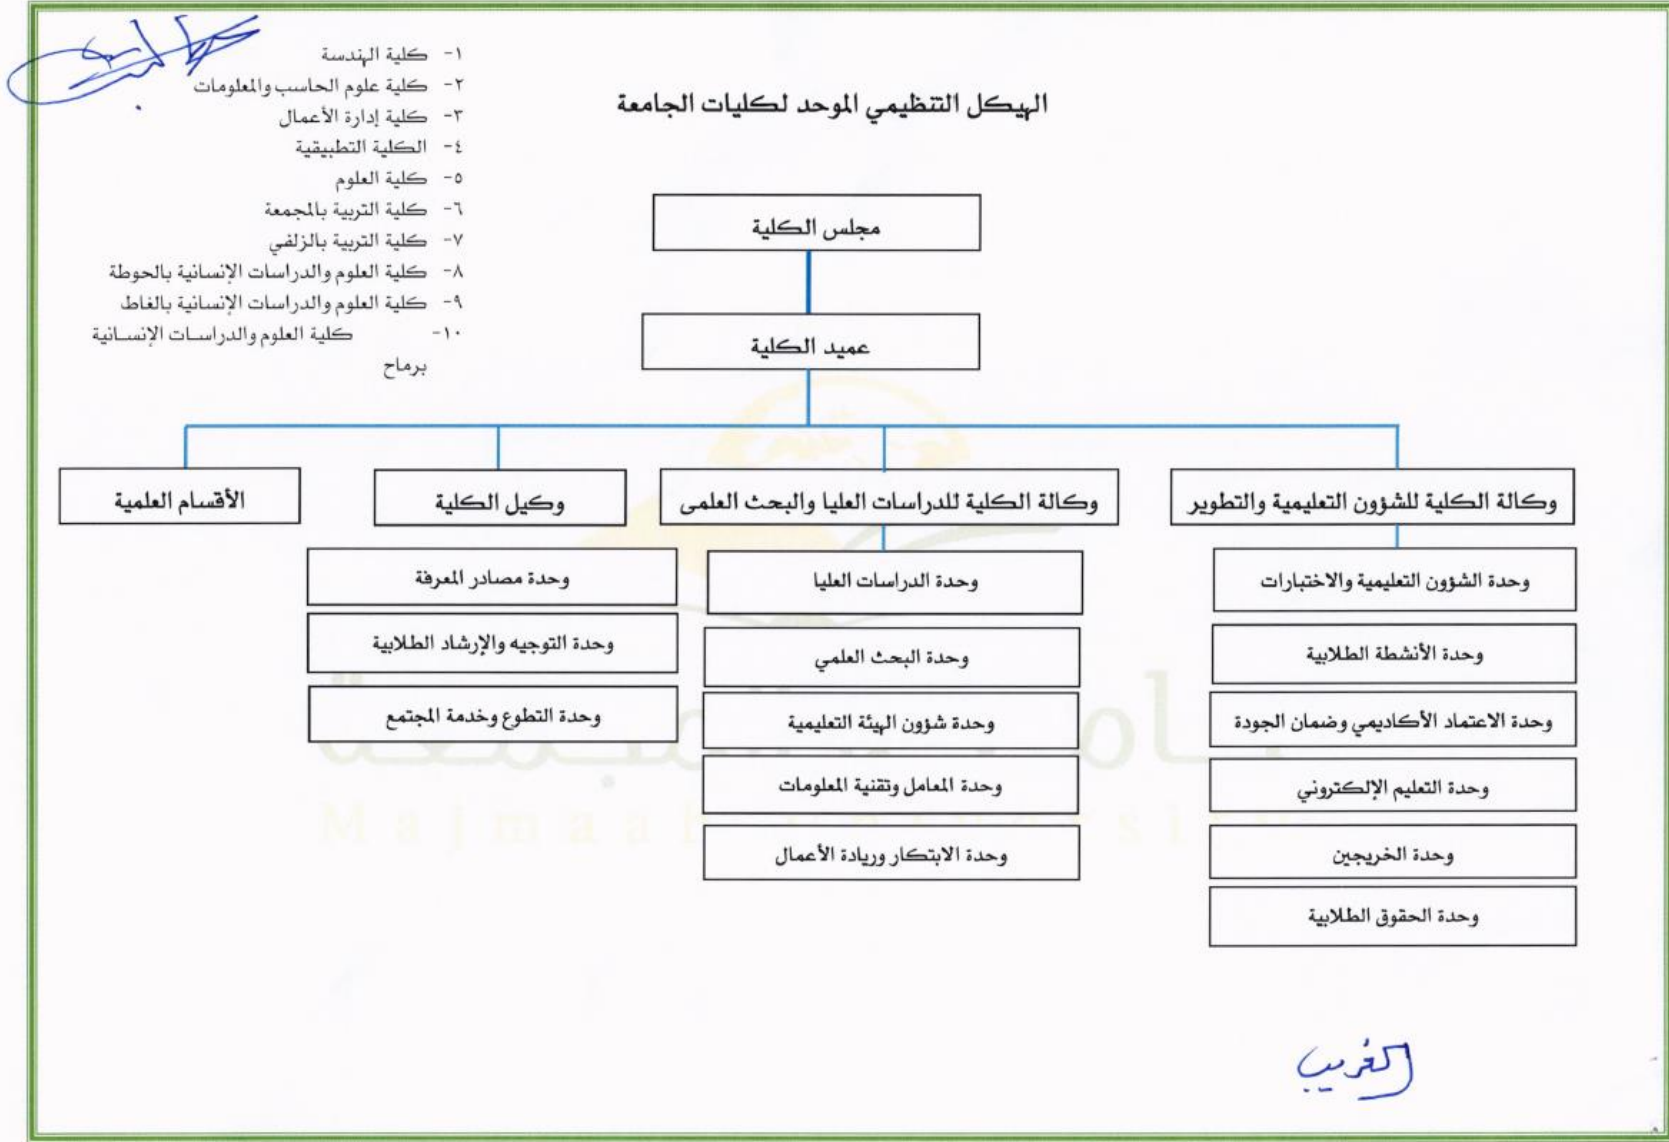 ١- كلية الهندسة
٢- كلية علوم الحاسب والمعلومات
٣- كلية إدارة الأعمال
٤- الكلية التطبيقية
٥- كلية العلوم
٦- كلية التربية بالمجمعة
٧- كلية التربية بالزلفي
٨- كلية العلوم والدراسات الإنسانية بالحوطة
٩- كلية العلوم والدراسات الإنسانية بالغاط
١٠- كلية العلوم والدراسات الإنسانية
برماح
الهيكل التنظيمي الموحد لكليات الجامعة
مجلس الكلية
عميد الكلية
وكالة الكلية للشؤون التعليمية والتطوير
وحدة الشؤون التعليمية والاختبارات
وحدة الأنشطة الطلابية
وحدة الاعتماد الأكاديمي وضمان الجودة
وحدة التعليم الإلكتروني
وحدة الخريجين
وحدة الحقوق الطلابية
وكالة الكلية للدراسات العليا والبحث العلمى
وحدة الدراسات العليا
وحدة البحث العلمي
وحدة شؤون الهيئة التعليمية
وحدة المعامل وتقنية المعلومات
وحدة الابتكار وريادة الأعمال
وكيل الكلية
وحدة مصادر المعرفة
وحدة التوجيه والإرشاد الطلابية
وحدة التطوع وخدمة المجتمع
الأقسام العلمية
الغريب